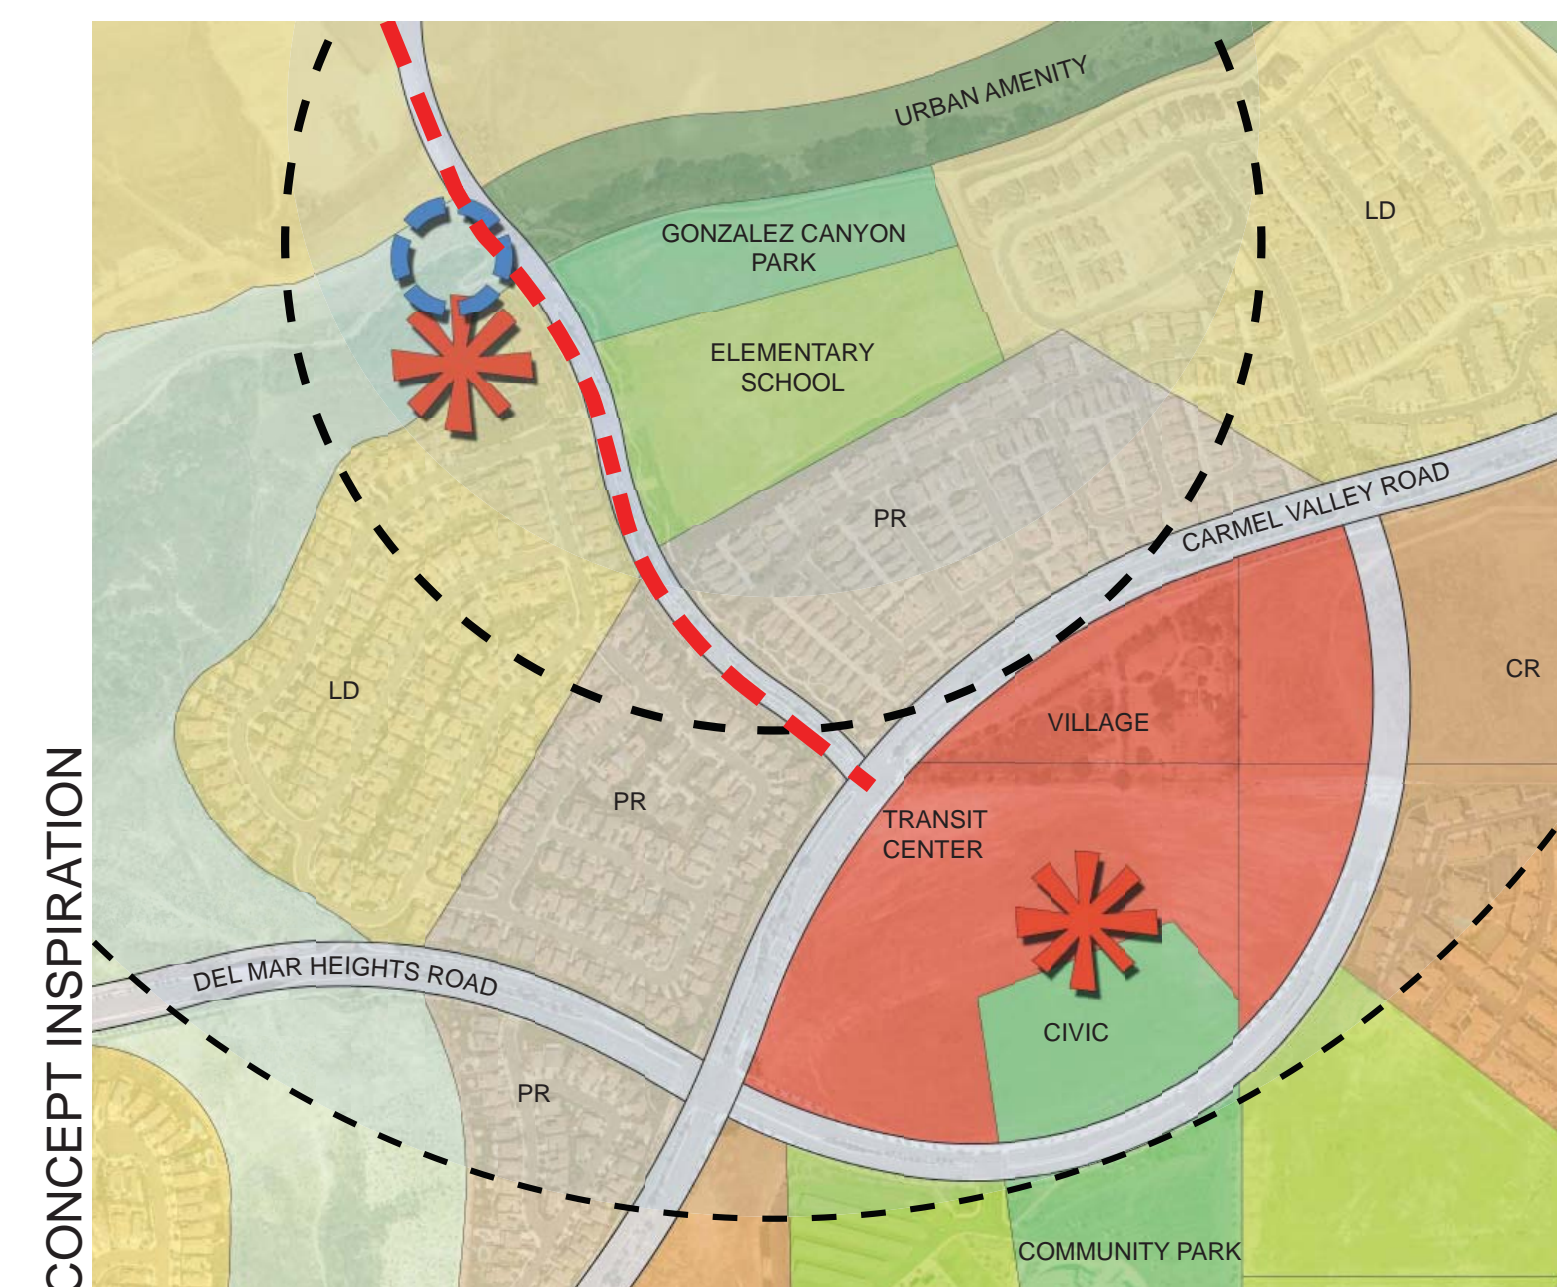 URBAN AMENITY
LD
GONZALEZ CANYON
PARK
ELEMENTARY
SCHOOL
PR
CARMEL VALLEY ROAD
CR
LD
VILLAGE
PR
TRANSIT
CENTER
DEL MAR HEIGHTS ROAD
CIVIC
PR
COMMUNITY PARK
CONCEPT INSPIRATION